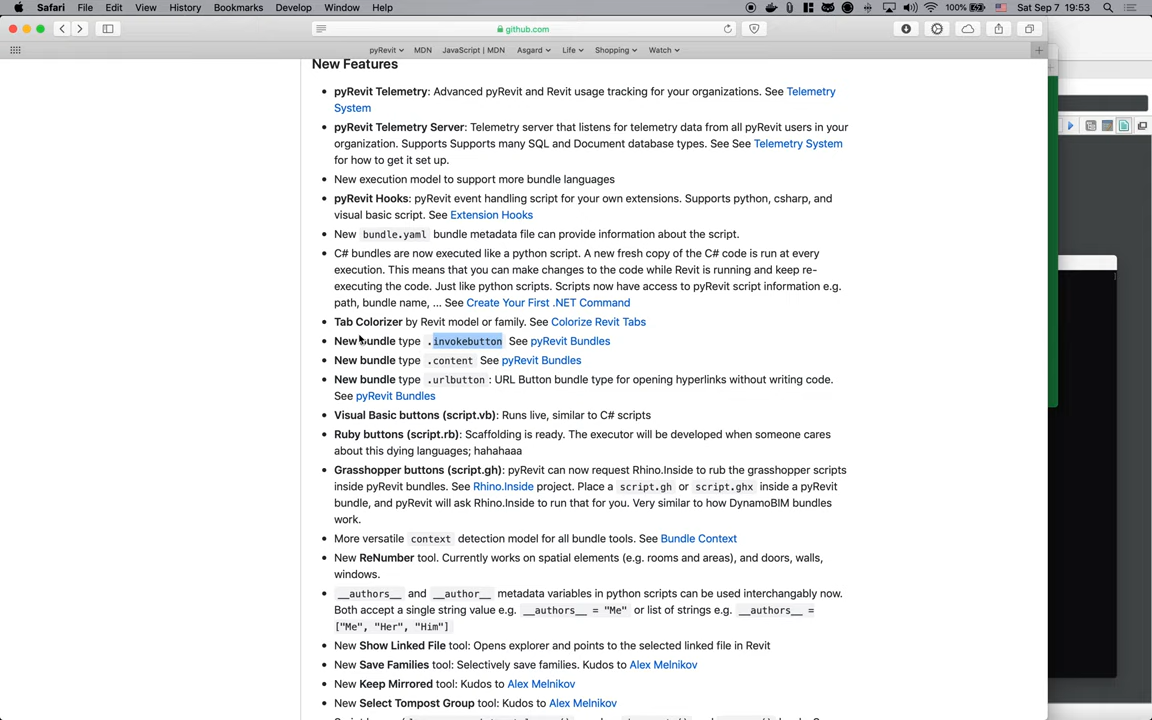 Safari File Edit View History Bookmarks Develop Window Help 100% Sat Sep 7 19:53
github.com
pyRevit MDN JavaScript | MDN Asgard Life Shopping Watch
New Features
• pyRevit Telemetry: Advanced pyRevit and Revit usage tracking for your organizations. See Telemetry
System
• pyRevit Telemetry Server: Telemetry server that listens for telemetry data from all pyRevit users in your
organization. Supports Supports many SQL and Document database types. See See Telemetry System
for how to get it set up.
• New execution model to support more bundle languages
• pyRevit Hooks: pyRevit event handling script for your own extensions. Supports python, csharp, and
visual basic script. See Extension Hooks
• New bundle.yaml bundle metadata file can provide information about the script.
• C# bundles are now executed like a python script. A new fresh copy of the C# code is run at every
execution. This means that you can make changes to the code while Revit is running and keep re-
executing the code. Just like python scripts. Scripts now have access to pyRevit script information e.g.
path, bundle name, ... See Create Your First .NET Command
• Tab Colorizer by Revit model or family. See Colorize Revit Tabs
• New bundle type .invokebutton See pyRevit Bundles
• New bundle type .content See pyRevit Bundles
• New bundle type .urlbutton : URL Button bundle type for opening hyperlinks without writing code.
See pyRevit Bundles
• Visual Basic buttons (script.vb): Runs live, similar to C# scripts
• Ruby buttons (script.rb): Scaffolding is ready. The executor will be developed when someone cares
about this dying languages; hahahaaa
• Grasshopper buttons (script.gh): pyRevit can now request Rhino.Inside to rub the grasshopper scripts
inside pyRevit bundles. See Rhino.Inside project. Place a script.gh or script.ghx inside a pyRevit
bundle, and pyRevit will ask Rhino.Inside to run that for you. Very similar to how DynamoBIM bundles
work.
• More versatile context detection model for all bundle tools. See Bundle Context
• New ReNumber tool. Currently works on spatial elements (e.g. rooms and areas), and doors, walls,
windows.
• __authors__ and __author__ metadata variables in python scripts can be used interchangably now.
Both accept a single string value e.g. __authors__ = "Me" or list of strings e.g. __authors__ =
["Me", "Her", "Him"]
• New Show Linked File tool: Opens explorer and points to the selected linked file in Revit
• New Save Families tool: Selectively save families. Kudos to Alex Melnikov
• New Keep Mirrored tool: Kudos to Alex Melnikov
• New Select Tompost Group tool: Kudos to Alex Melnikov